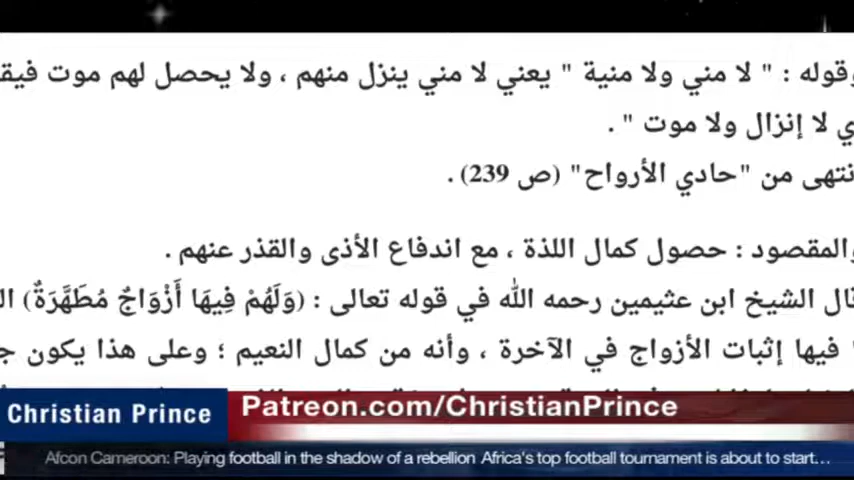 وقوله : " لا مني ولا منية " يعني لا مني ينزل منهم ، ولا يحصل لهم موت
لا إنزال ولا موت " .
انتهى من "حادي الأرواح" (ص 239) .
والمقصود : حصول كمال اللذة ، مع اندفاع الأذى والقذر عنهم .
قال الشيخ ابن عثيمين رحمه الله في قوله تعالى : (وَلَهُمْ فِيهَا أَزْوَاجٌ مُطَهَّرَةٌ)
فيها إثبات الأزواج في الآخرة ، وأنه من كمال النعيم ؛ وعلى هذا يكون
Christian Prince
Patreon.com/ChristianPrince
Afcon Cameroon: Playing football in the shadow of a rebellion Africa's top football tournament is about to start...